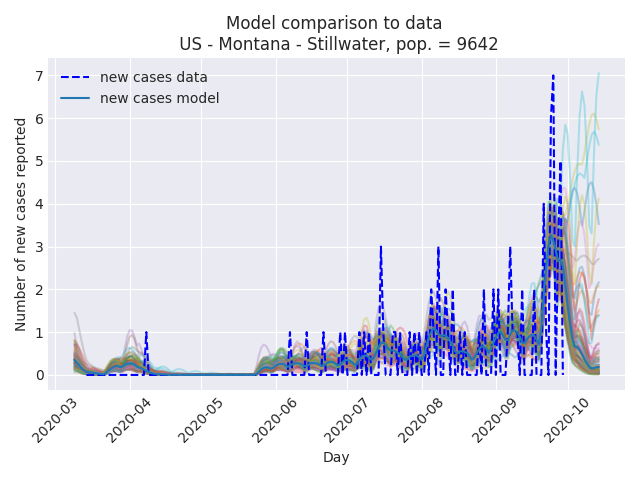 Model comparison to data
US - Montana - Stillwater, pop. = 9642
new cases data
new cases model
Number of new cases reported
7
6
5
4
3
2
1
0
2020-03
2020-04
2020-05
2020-06
2020-07
2020-08
2020-09
2020-10
Day